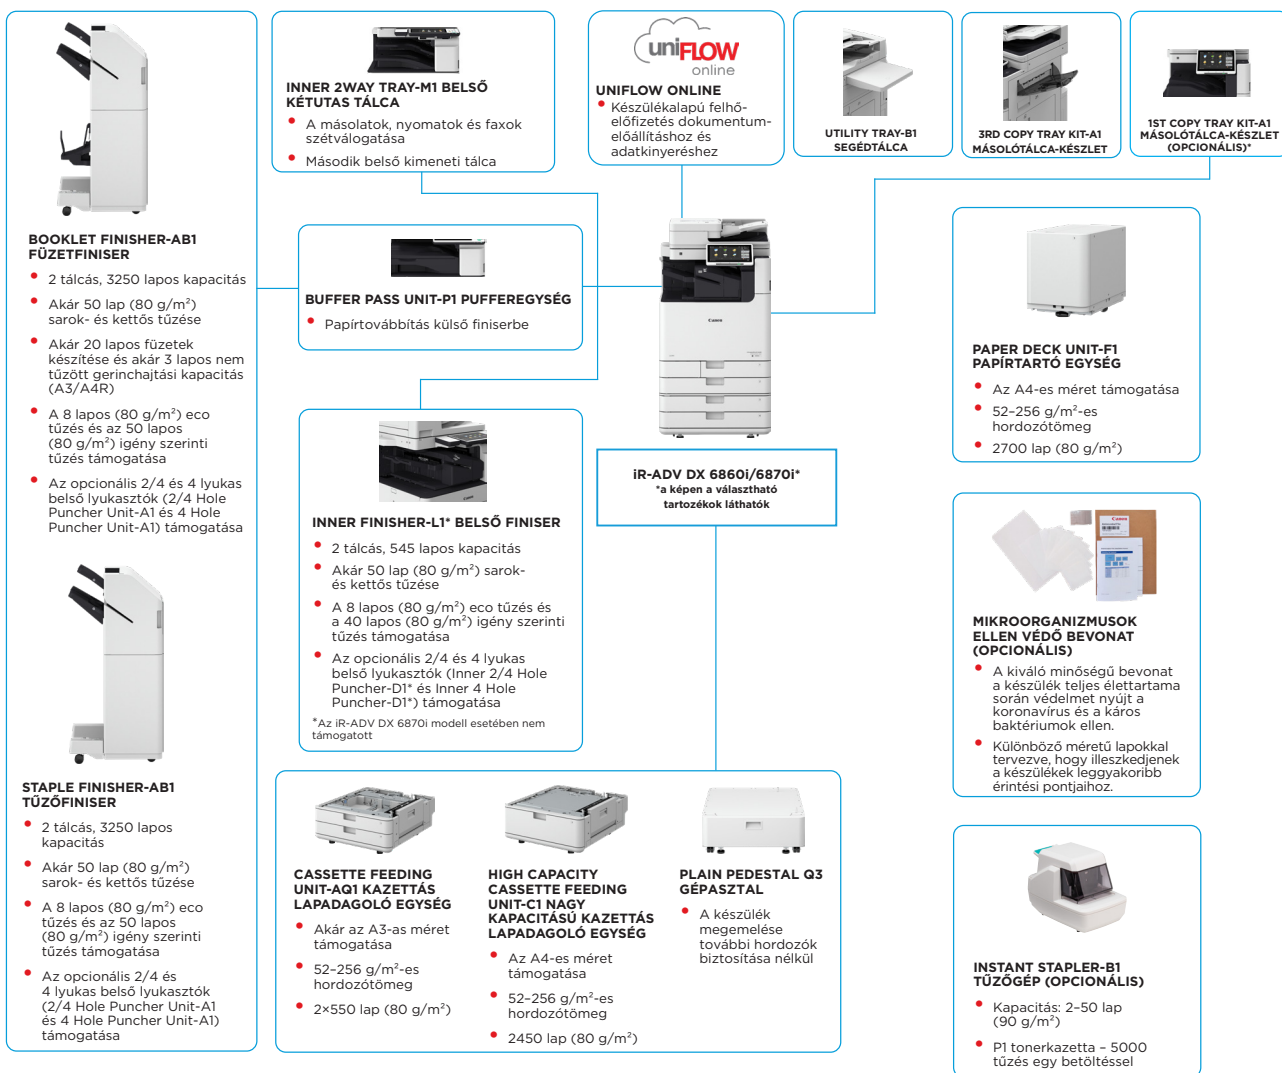 BOOKLET FINISHER-AB1
FÜZETFINISER
• 2 tálcás, 3250 lapos kapacitás
• Akár 50 lap (80 g/m²)
sarok- és kettős tűzése
• Akár 20 lapos füzetek
készítése és akár 3 lapos nem
tűzött gerinchajtási kapacitás
(A3/A4R)
• A 8 lapos (80 g/m²) eco
tűzés és az 50 lapos
(80 g/m²) igény szerinti
tűzés támogatása
• Az opcionális 2/4 és 4 lyukas
belső lyukasztók (2/4 Hole
Puncher Unit-A1 és 4 Hole
Puncher Unit-A1) támogatása
STAPLE FINISHER-AB1
TŰZŐFINISER
• 2 tálcás, 3250 lapos
kapacitás
• Akár 50 lap (80 g/m²)
sarok- és kettős tűzése
• A 8 lapos (80 g/m²) eco
tűzés és az 50 lapos
(80 g/m²) igény szerinti
tűzés támogatása
• Az opcionális 2/4 és
4 lyukas belső lyukasztók
(2/4 Hole Puncher Unit-A1
és 4 Hole Puncher Unit-A1)
támogatása
INNER 2WAY TRAY-M1 BELSŐ
KÉTUTAS TÁLCA
• A másolatok, nyomatok és faxok
szétválogatása
• Második belső kimeneti tálca
uniFLOW
online
UNIFLOW ONLINE
• Készülékalapú felhő-
előfizetés dokumentum-
előállításhoz és
adatkinyeréshez
UTILITY TRAY-B1
SEGÉDTÁLCA
3RD COPY TRAY KIT-A1
MÁSOLÓTÁLCA-KÉSZLET
1ST COPY TRAY KIT-A1
MÁSOLÓTÁLCA-KÉSZLET
(OPCIONÁLIS)*
BUFFER PASS UNIT-P1 PUFFEREGYSÉG
• Papírtovábbítás külső finiserbe
Canon
iR-ADV DX 6860i/6870i*
*a képen a választható
tartozékok láthatók
INNER FINISHER-L1* BELSŐ FINISER
• 2 tálcás, 545 lapos kapacitás
• Akár 50 lap (80 g/m²) sarok-
és kettős tűzése
• A 8 lapos (80 g/m²) eco tűzés és
a 40 lapos (80 g/m²) igény szerinti
tűzés támogatása
• Az opcionális 2/4 és 4 lyukas
belső lyukasztók (Inner 2/4 Hole
Puncher-D1* és Inner 4 Hole
Puncher-D1*) támogatása
*Az iR-ADV DX 6870i modell esetében nem
támogatott
CASSETTE FEEDING
UNIT-AQ1 KAZETTÁS
LAPADAGOLÓ EGYSÉG
• Akár az A3-as méret
támogatása
• 52–256 g/m²-es
hordozótömeg
• 2×550 lap (80 g/m²)
HIGH CAPACITY
CASSETTE FEEDING
UNIT-C1 NAGY
KAPACITÁSÚ KAZETTÁS
LAPADAGOLÓ EGYSÉG
• Az A4-es méret
támogatása
• 52–256 g/m²-es
hordozótömeg
• 2450 lap (80 g/m²)
PLAIN PEDESTAL Q3
GÉPASZTAL
• A készülék
megemelése
további hordozók
biztosítása nélkül
PAPER DECK UNIT-F1
PAPÍRTARTÓ EGYSÉG
• Az A4-es méret támogatása
• 52–256 g/m²-es
hordozótömeg
• 2700 lap (80 g/m²)
Canon
MIKROORGANIZMUSOK
ELLEN VÉDŐ BEVONAT
(OPCIONÁLIS)
• A kiváló minőségű bevonat
a készülék teljes élettartama
során védelmet nyújt a
koronavírus és a káros
baktériumok ellen.
• Különböző méretű lapokkal
tervezve, hogy illeszkedjenek
a készülékek leggyakoribb
érintési pontjaihoz.
INSTANT STAPLER-B1
TŰZŐGÉP (OPCIONÁLIS)
• Kapacitás: 2–50 lap
(90 g/m²)
• P1 tonerkazetta – 5000
tűzés egy betöltéssel